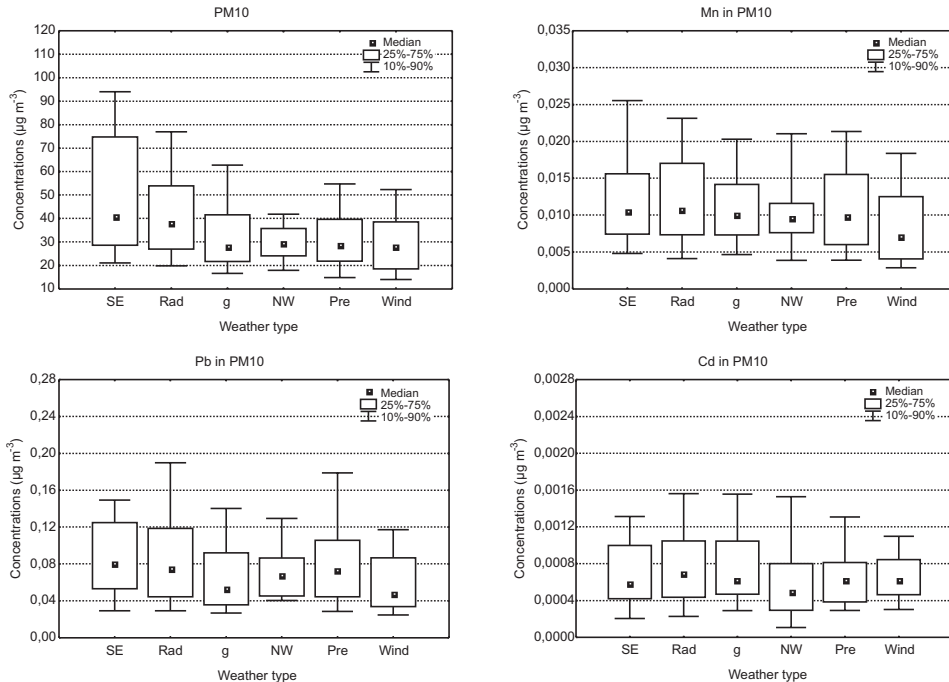 PM10
120
110
100
90
80
70
60
50
40
30
20
10
Concentrations (µg m⁻³)
Median
25%-75%
10%-90%
SE Rad g NW Pre Wind
Weather type
Mn in PM10
0,035
0,030
0,025
0,020
0,015
0,010
0,005
0,000
Concentrations (µg m⁻³)
Median
25%-75%
10%-90%
SE Rad g NW Pre Wind
Weather type
Pb in PM10
0,28
0,24
0,20
0,16
0,12
0,08
0,04
0,00
Concentrations (µg m⁻³)
Median
25%-75%
10%-90%
SE Rad g NW Pre Wind
Weather type
Cd in PM10
0,0028
0,0024
0,0020
0,0016
0,0012
0,0008
0,0004
0,0000
Concentrations (µg m⁻³)
Median
25%-75%
10%-90%
SE Rad g NW Pre Wind
Weather type